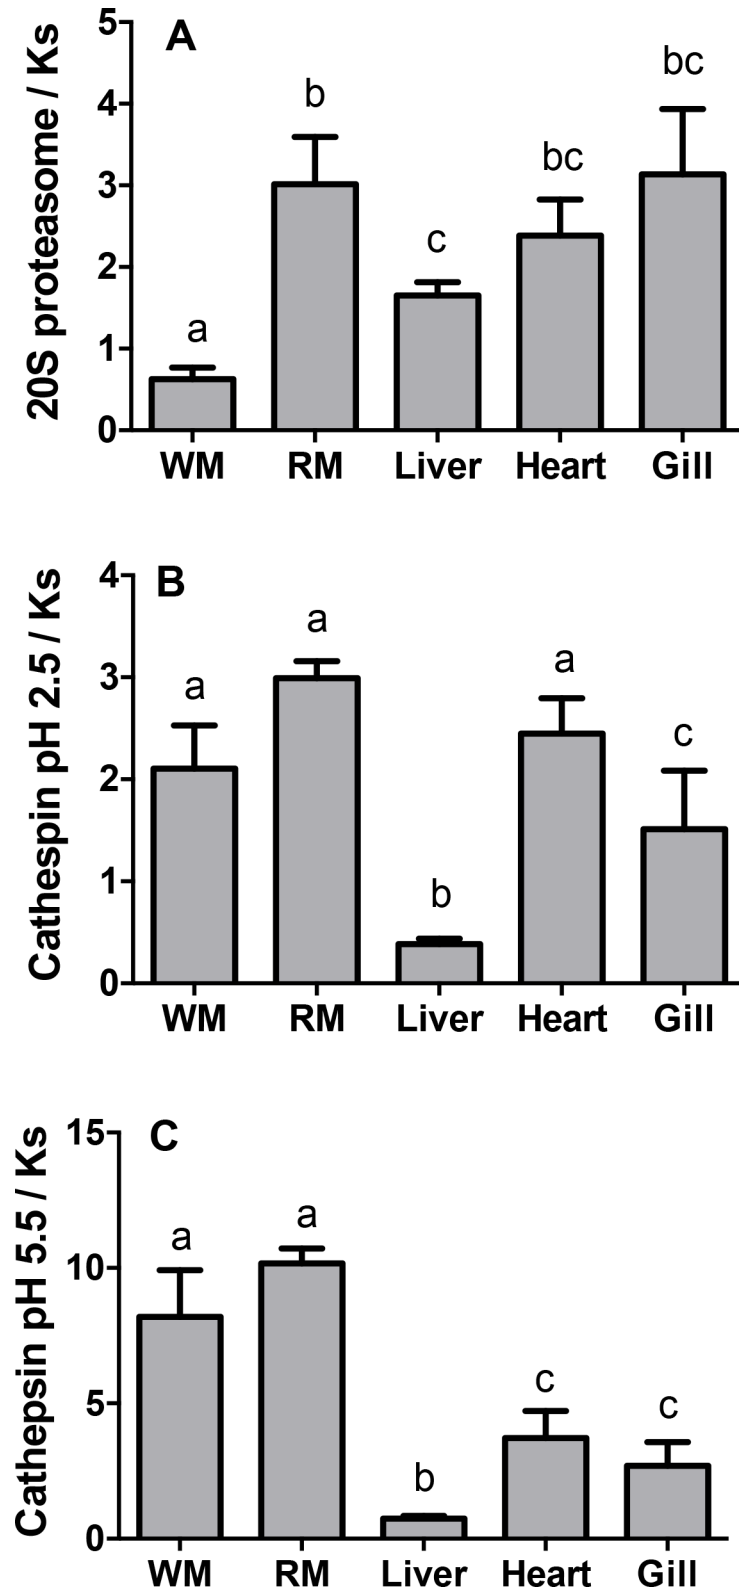 A
20S proteasome / Ks
5
4
3
2
1
0
a
b
c
bc
bc
WM RM Liver Heart Gill
B
Cathespin pH 2.5 / Ks
4
3
2
1
0
a
a
b
a
c
WM RM Liver Heart Gill
C
Cathepsin pH 5.5 / Ks
15
10
5
0
a
a
b
c
c
WM RM Liver Heart Gill